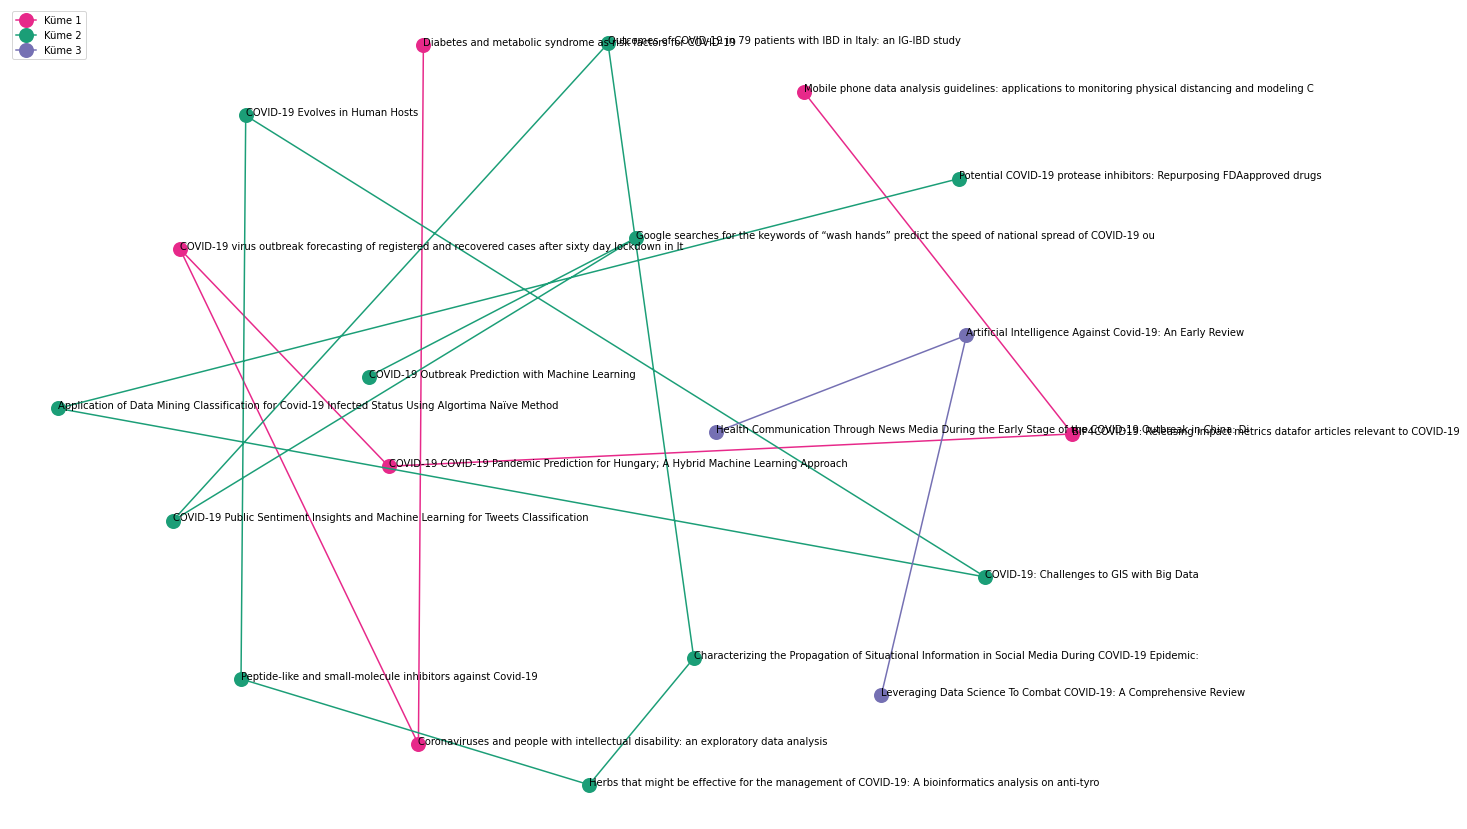 Küme 1
Küme 2
Küme 3
Diabetes and metabolic syndrome as risk factors for COVID-19
Outcomes of COVID-19 in 79 patients with IBD in Italy: an IG-IBD study
Mobile phone data analysis guidelines: applications to monitoring physical distancing and modeling C
COVID-19 Evolves in Human Hosts
Potential COVID-19 protease inhibitors: Repurposing FDAapproved drugs
Google searches for the keywords of “wash hands” predict the speed of national spread of COVID-19 ou
COVID-19 virus outbreak forecasting of registered and recovered cases after sixty day lockdown in It
Artificial Intelligence Against Covid-19: An Early Review
COVID-19 Outbreak Prediction with Machine Learning
Application of Data Mining Classification for Covid-19 Infected Status Using Algortima Naïve Method
Health Communication Through News Media During the Early Stage of the COVID-19 Outbreak in China: Di
BIP4COVID19: Releasing impact metrics datafor articles relevant to COVID-19
COVID-19 COVID-19 Pandemic Prediction for Hungary; A Hybrid Machine Learning Approach
COVID-19 Public Sentiment Insights and Machine Learning for Tweets Classification
COVID-19: Challenges to GIS with Big Data
Characterizing the Propagation of Situational Information in Social Media During COVID-19 Epidemic:
Peptide-like and small-molecule inhibitors against Covid-19
Leveraging Data Science To Combat COVID-19: A Comprehensive Review
Coronaviruses and people with intellectual disability: an exploratory data analysis
Herbs that might be effective for the management of COVID-19: A bioinformatics analysis on anti-tyro